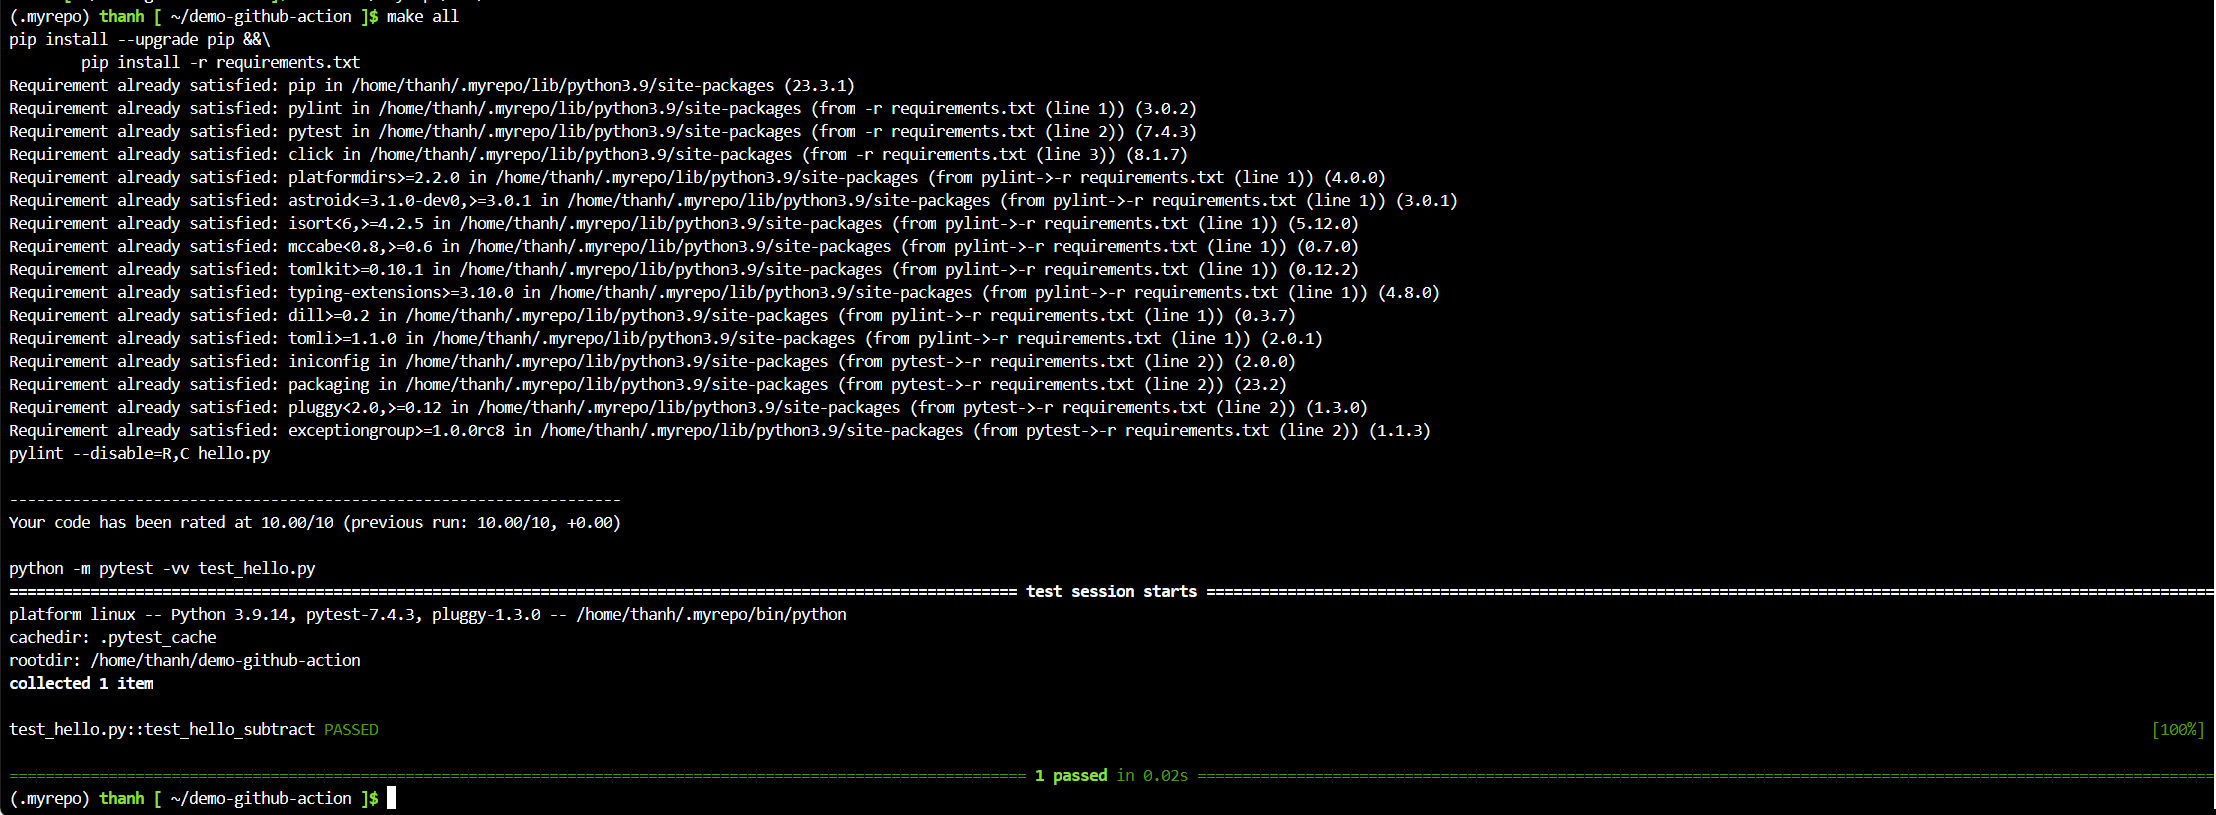 (.myrepo) thanh [ ~/demo-github-action ]$ make all
pip install --upgrade pip &&\
        pip install -r requirements.txt
Requirement already satisfied: pip in /home/thanh/.myrepo/lib/python3.9/site-packages (23.3.1)
Requirement already satisfied: pylint in /home/thanh/.myrepo/lib/python3.9/site-packages (from -r requirements.txt (line 1)) (3.0.2)
Requirement already satisfied: pytest in /home/thanh/.myrepo/lib/python3.9/site-packages (from -r requirements.txt (line 2)) (7.4.3)
Requirement already satisfied: click in /home/thanh/.myrepo/lib/python3.9/site-packages (from -r requirements.txt (line 3)) (8.1.7)
Requirement already satisfied: platformdirs>=2.2.0 in /home/thanh/.myrepo/lib/python3.9/site-packages (from pylint->-r requirements.txt (line 1)) (4.0.0)
Requirement already satisfied: astroid<=3.1.0-dev0,>=3.0.1 in /home/thanh/.myrepo/lib/python3.9/site-packages (from pylint->-r requirements.txt (line 1)) (3.0.1)
Requirement already satisfied: isort<6,>=4.2.5 in /home/thanh/.myrepo/lib/python3.9/site-packages (from pylint->-r requirements.txt (line 1)) (5.12.0)
Requirement already satisfied: mccabe<0.8,>=0.6 in /home/thanh/.myrepo/lib/python3.9/site-packages (from pylint->-r requirements.txt (line 1)) (0.7.0)
Requirement already satisfied: tomlkit>=0.10.1 in /home/thanh/.myrepo/lib/python3.9/site-packages (from pylint->-r requirements.txt (line 1)) (0.12.2)
Requirement already satisfied: typing-extensions>=3.10.0 in /home/thanh/.myrepo/lib/python3.9/site-packages (from pylint->-r requirements.txt (line 1)) (4.8.0)
Requirement already satisfied: dill>=0.2 in /home/thanh/.myrepo/lib/python3.9/site-packages (from pylint->-r requirements.txt (line 1)) (0.3.7)
Requirement already satisfied: tomli>=1.1.0 in /home/thanh/.myrepo/lib/python3.9/site-packages (from pylint->-r requirements.txt (line 1)) (2.0.1)
Requirement already satisfied: iniconfig in /home/thanh/.myrepo/lib/python3.9/site-packages (from pytest->-r requirements.txt (line 2)) (2.0.0)
Requirement already satisfied: packaging in /home/thanh/.myrepo/lib/python3.9/site-packages (from pytest->-r requirements.txt (line 2)) (23.2)
Requirement already satisfied: pluggy<2.0,>=0.12 in /home/thanh/.myrepo/lib/python3.9/site-packages (from pytest->-r requirements.txt (line 2)) (1.3.0)
Requirement already satisfied: exceptiongroup>=1.0.0rc8 in /home/thanh/.myrepo/lib/python3.9/site-packages (from pytest->-r requirements.txt (line 2)) (1.1.3)
pylint --disable=R,C hello.py
--------------------------------------------------------------------
Your code has been rated at 10.00/10 (previous run: 10.00/10, +0.00)
python -m pytest -vv test_hello.py
================ test session starts ================
platform linux -- Python 3.9.14, pytest-7.4.3, pluggy-1.3.0 -- /home/thanh/.myrepo/bin/python
cachedir: .pytest_cache
rootdir: /home/thanh/demo-github-action
collected 1 item
test_hello.py::test_hello_subtract PASSED [100%]
================ 1 passed in 0.02s ================
(.myrepo) thanh [ ~/demo-github-action ]$